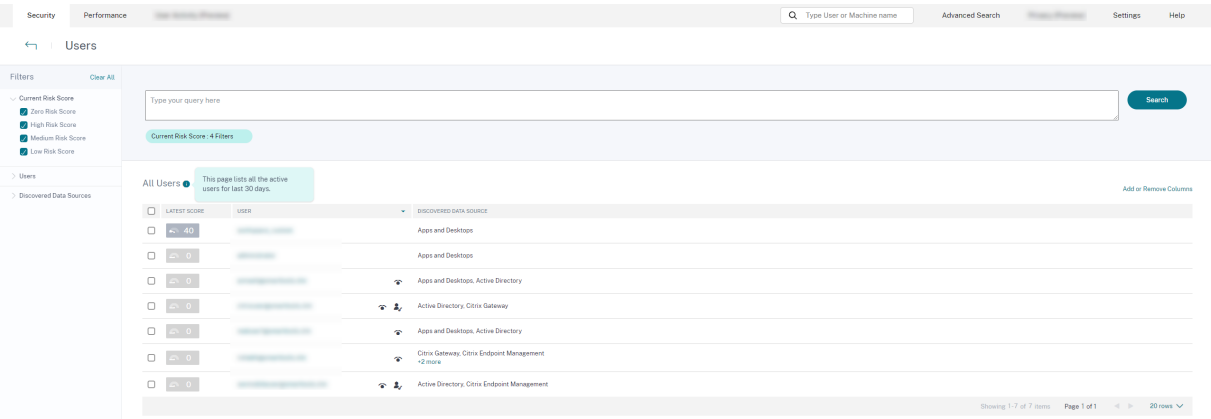 Security
Performance
Type User or Machine name
Advanced Search
Settings
Help
Users
Filters
Clear All
Current Risk Score
Zero Risk Score
High Risk Score
Medium Risk Score
Low Risk Score
Users
Discovered Data Sources
Type your query here
Search
Current Risk Score : 4 Filters
All Users
This page lists all the active
users for last 30 days.
Add or Remove Columns
LATEST SCORE USER DISCOVERED DATA SOURCE
40 Apps and Desktops
0 Apps and Desktops
0 Apps and Desktops, Active Directory
0 Active Directory, Citrix Gateway
0 Apps and Desktops, Active Directory
0 Citrix Gateway, Citrix Endpoint Management
+2 more
0 Active Directory, Citrix Endpoint Management
Showing 1-7 of 7 items Page 1 of 1 20 rows